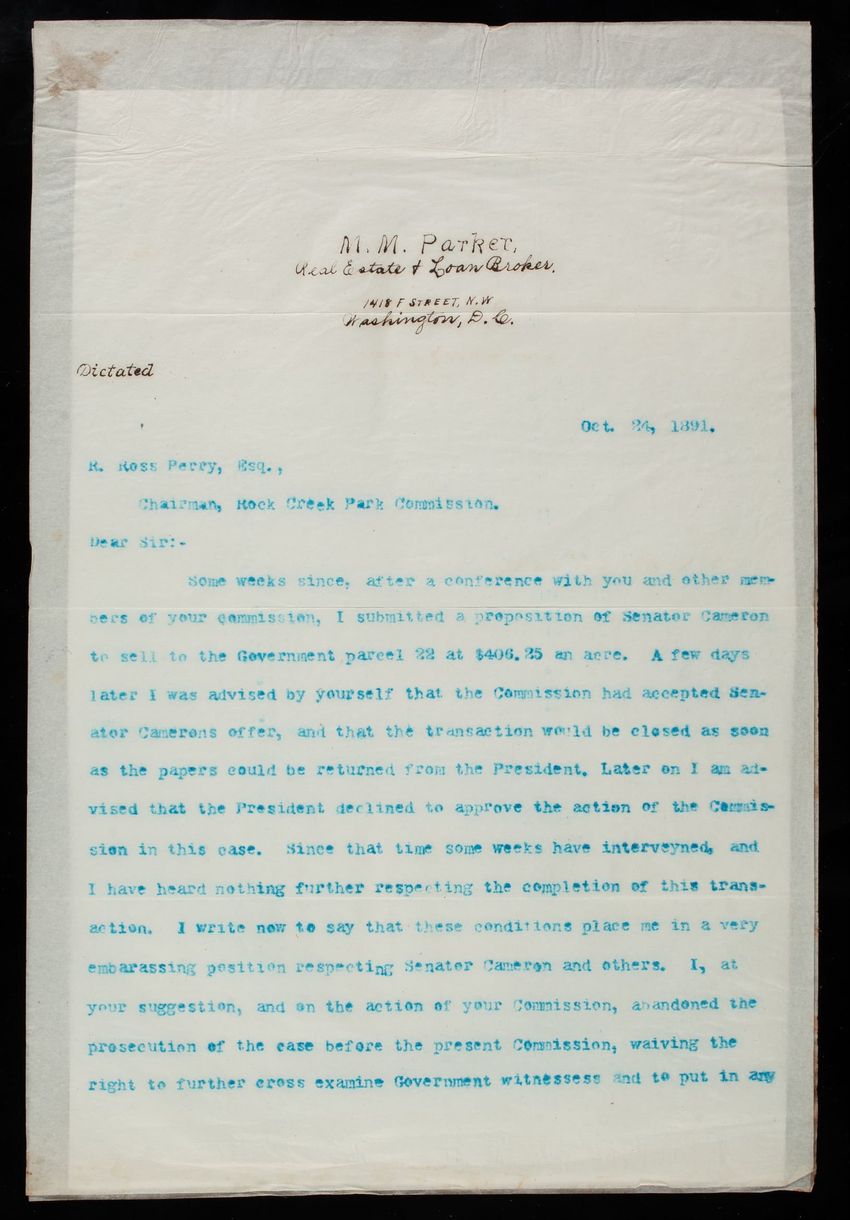 M. M. Parker,
Real Estate & Loan Broker.
1418 F STREET, N.W
Washington, D.C.
Dictated
Oct. 24, 1891.
R. Ross Perry, Esq.,
Chairman, Rock Creek Park Commission.
Dear Sir:-
Some weeks since, after a conference with you and other mem-
bers of your commission, I submitted a proposition of Senator Cameron
to sell to the Government parcel 22 at $406.25 an acre. A few days
later I was advised by yourself that the Commission had accepted Sen-
ator Camerons offer, and that the transaction would be closed as soon
as the papers could be returned from the President. Later on I am ad-
vised that the President declined to approve the action of the Commis-
sion in this case. Since that time some weeks have interveyned, and
I have heard nothing further respecting the completion of this trans-
action. I write now to say that these conditions place me in a very
embarassing position respecting Senator Cameron and others. I, at
your suggestion, and on the action of your Commission, abandoned the
prosecution of the case before the present Commission, waiving the
right to further cross examine Government witnessess and to put in any